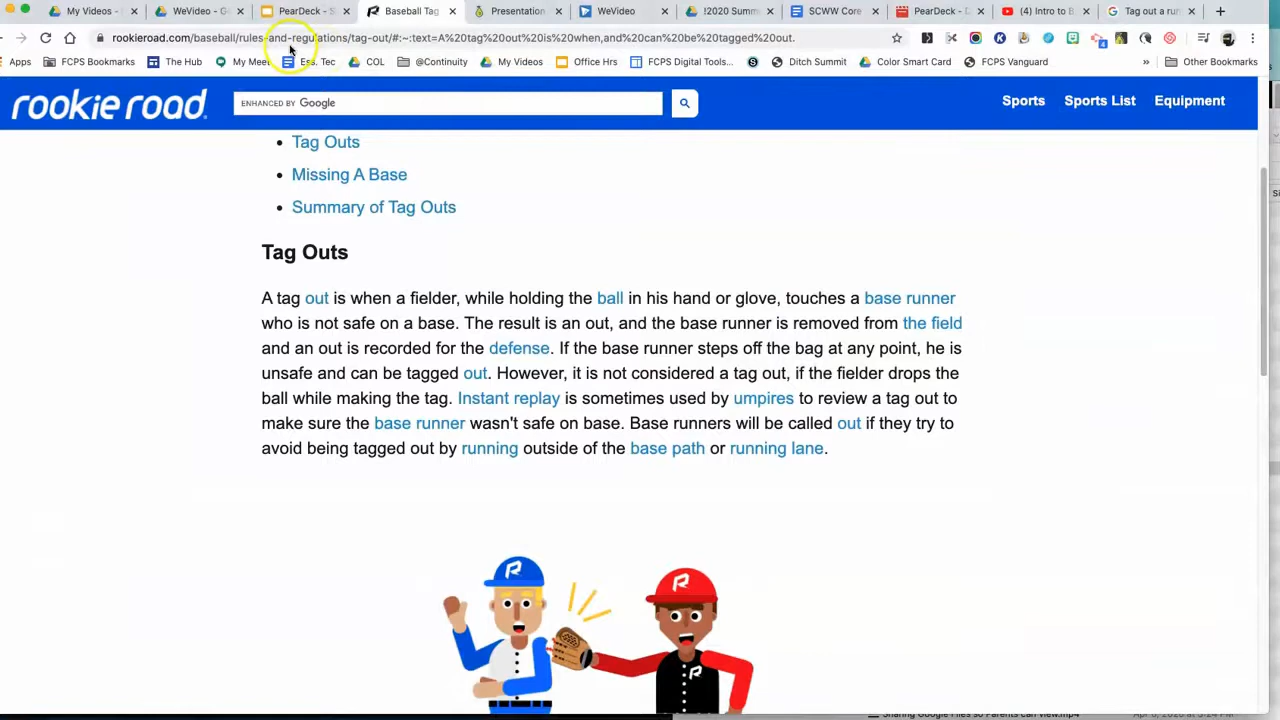 My Videos -
WeVideo - G
PearDeck - S
Baseball Tag
Presentation
WeVideo
!2020 Summ
SCWW Core
PearDeck - D
(4) Intro to B
Tag out a run
rookieroad.com/baseball/rules-and-regulations/tag-out/#:~:text=A%20tag%20out%20is%20when,and%20can%20be%20tagged%20out.
Apps
FCPS Bookmarks
The Hub
My Meet
Ess. Tec
COL
@Continuity
My Videos
Office Hrs
FCPS Digital Tools...
Ditch Summit
Color Smart Card
FCPS Vanguard
»
Other Bookmarks
rookie road
ENHANCED BY Google
Sports
Sports List
Equipment
• Tag Outs
• Missing A Base
• Summary of Tag Outs
Tag Outs
A tag out is when a fielder, while holding the ball in his hand or glove, touches a base runner
who is not safe on a base. The result is an out, and the base runner is removed from the field
and an out is recorded for the defense. If the base runner steps off the bag at any point, he is
unsafe and can be tagged out. However, it is not considered a tag out, if the fielder drops the
ball while making the tag. Instant replay is sometimes used by umpires to review a tag out to
make sure the base runner wasn't safe on base. Base runners will be called out if they try to
avoid being tagged out by running outside of the base path or running lane.
R
R
R